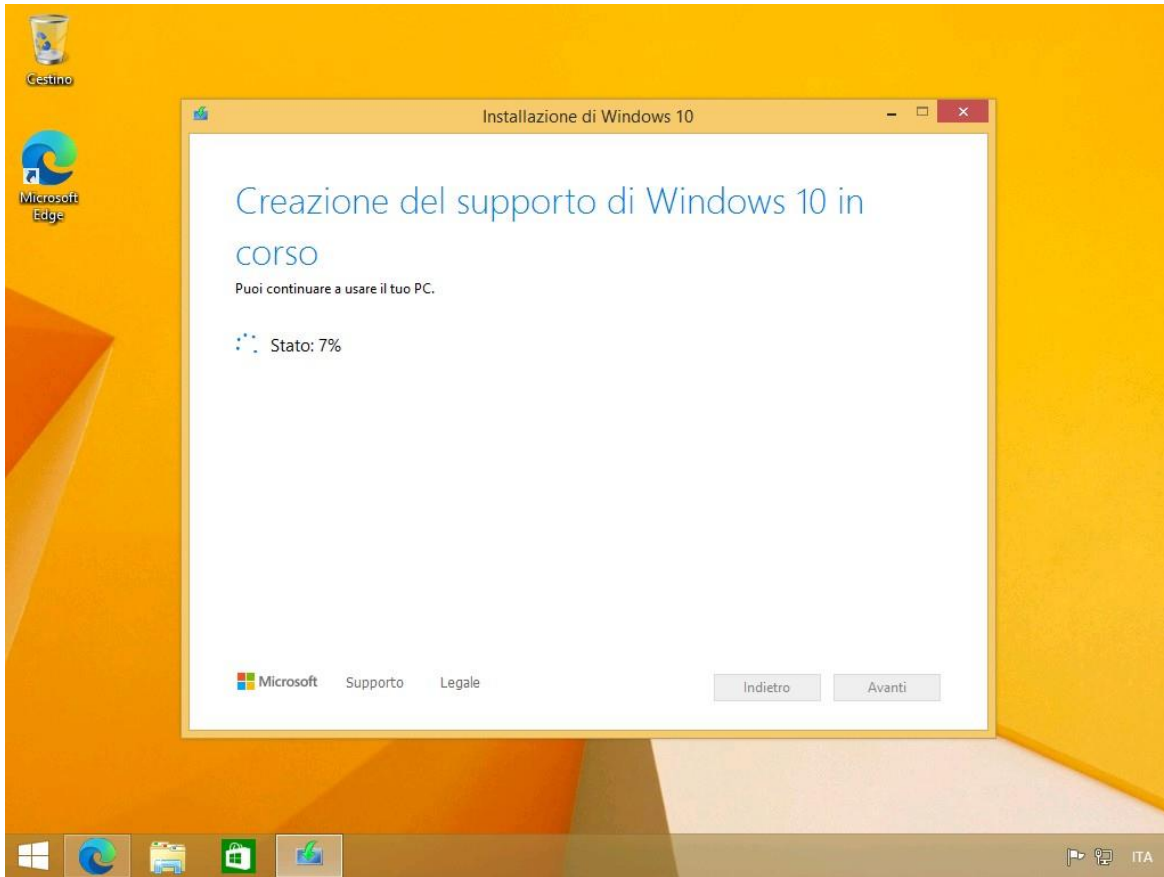 Cestino
Microsoft
Edge
Installazione di Windows 10
Creazione del supporto di Windows 10 in
corso
Puoi continuare a usare il tuo PC.
Stato: 7%
Microsoft Supporto Legale
Indietro Avanti
ITA